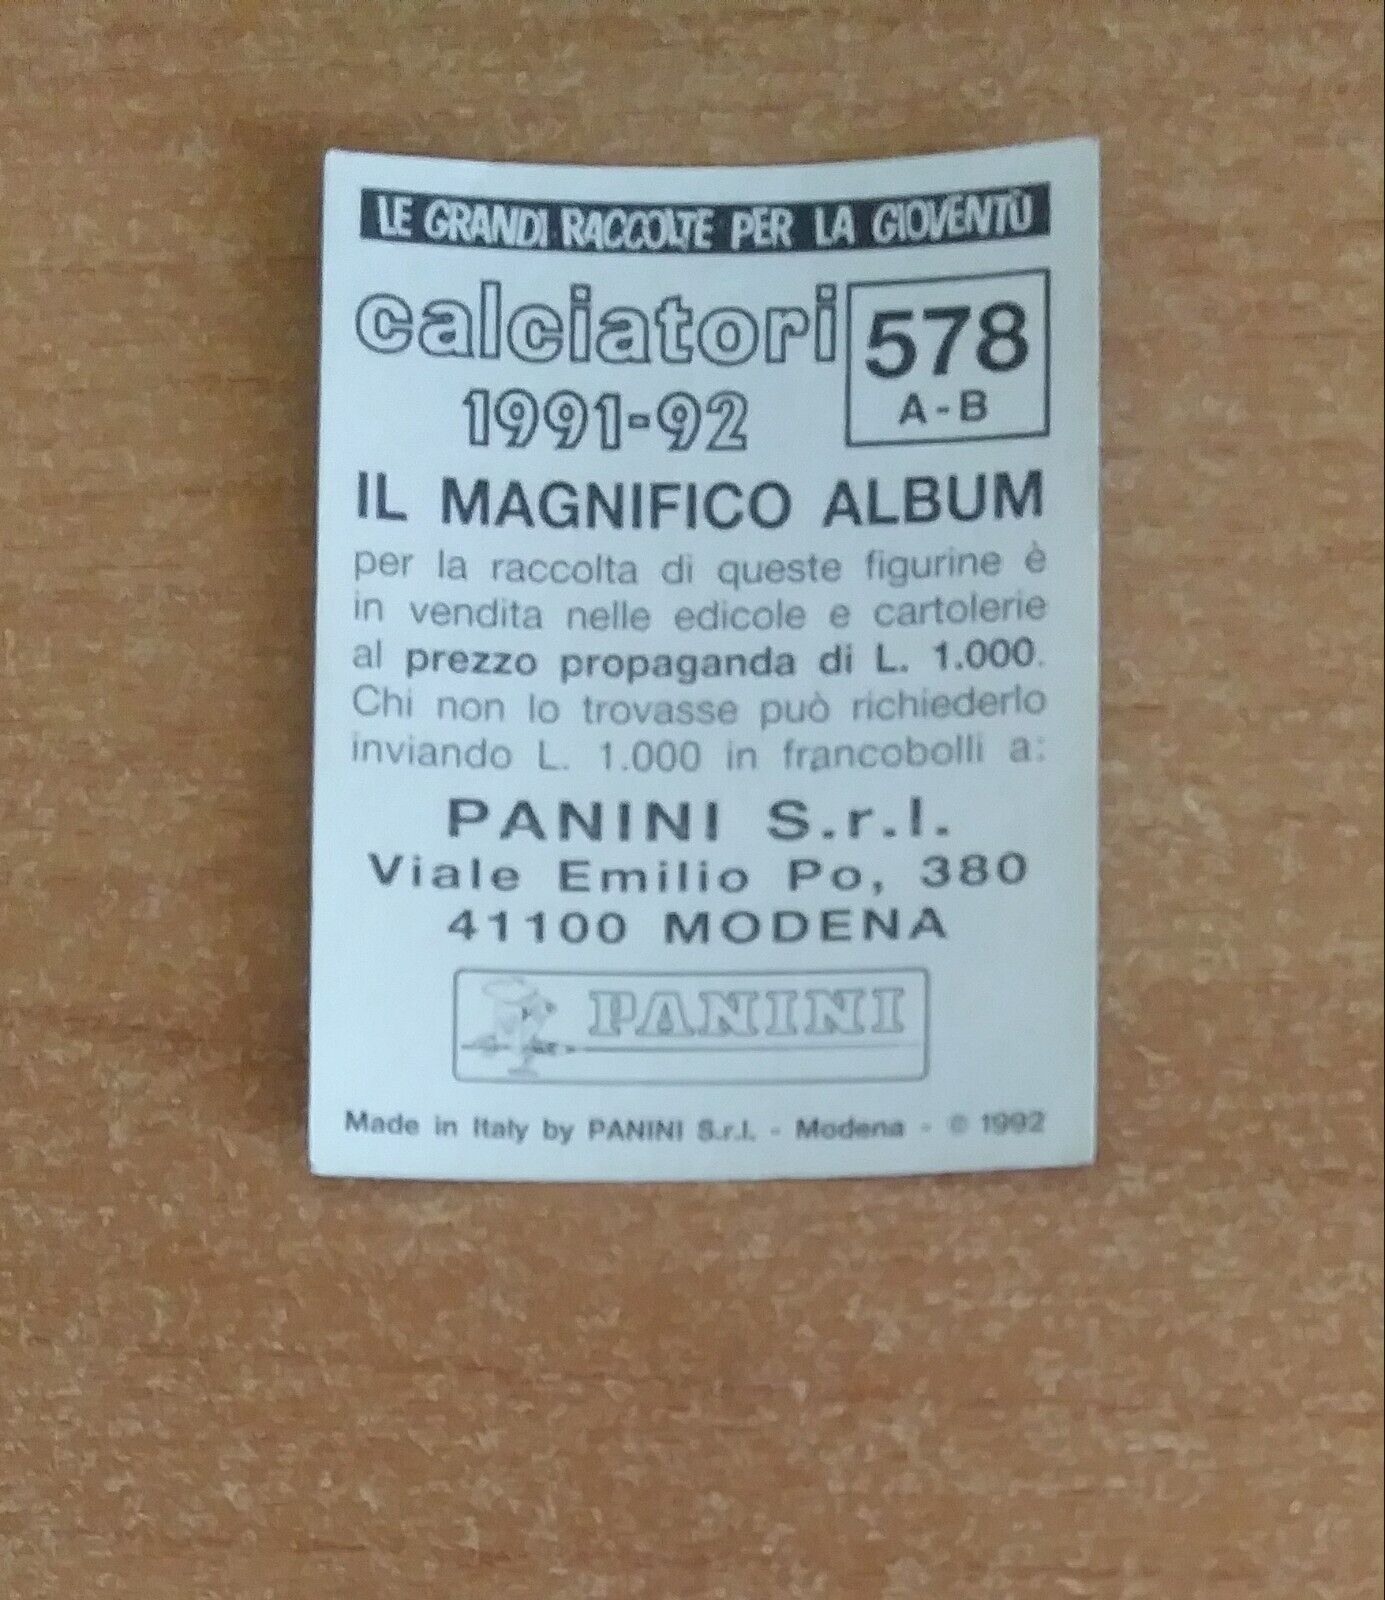 LE GRANDI RACCOLTE PER LA GIOVENTÙ
calciatori
1991-92
578
A-B
IL MAGNIFICO ALBUM
per la raccolta di queste figurine è
in vendita nelle edicole e cartolerie
al prezzo propaganda di L. 1.000.
Chi non lo trovasse può richiederlo
inviando L. 1.000 in francobolli a:
PANINI S.r.l.
Viale Emilio Po, 380
41100 MODENA
PANINI
Made in Italy by PANINI S.r.l. - Modena - © 1992